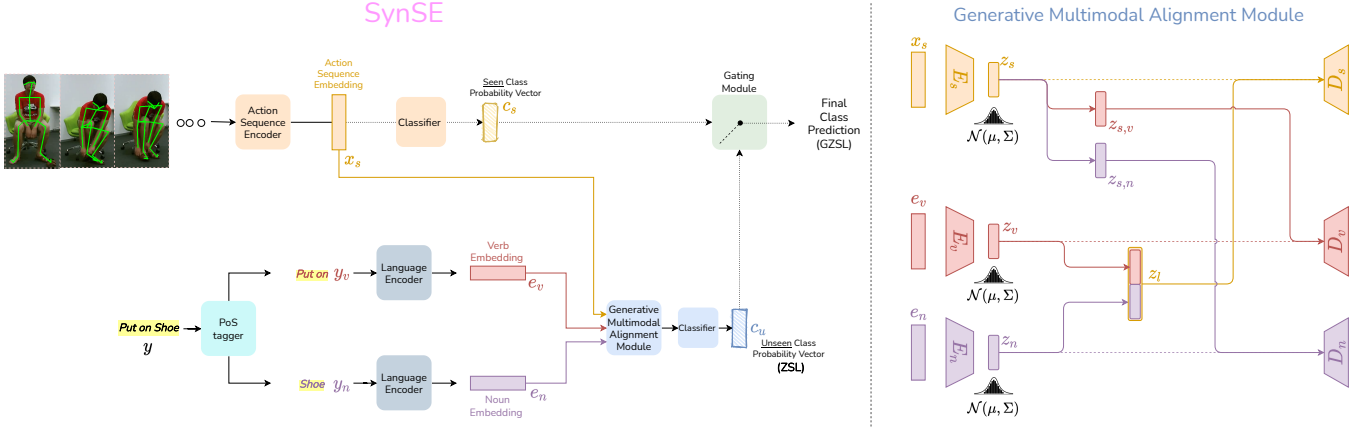 SynSE
Action
Sequence
Embedding
Action
Sequence
Encoder
x_s
Classifier
Seen Class
Probability Vector
c_s
Gating
Module
Final
Class
Prediction
(GZSL)
Put on Shoe
y
PoS
tagger
Put on y_v
Language
Encoder
Verb
Embedding
e_v
Shoe y_n
Language
Encoder
e_n
Noun
Embedding
Generative
Multimodal
Alignment
Module
Classifier
c_u
Unseen Class
Probability Vector
(ZSL)
Generative Multimodal Alignment Module
x_s
E_s
z_s
N(μ, Σ)
z_{s,v}
z_{s,n}
D_s
e_v
E_v
z_v
N(μ, Σ)
z_l
D_v
e_n
E_n
z_n
N(μ, Σ)
D_n